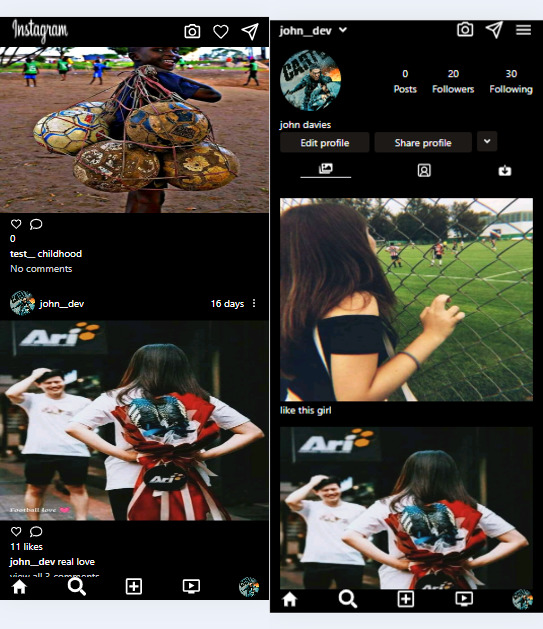 Instagram
0
test__ childhood
No comments
john__dev
16 days
Ari
Ari
Football love
11 likes
john__dev real love
view all 3 comments
john__dev
0
20
30
Posts
Followers
Following
john davies
Edit profile
Share profile
like this girl
Ari
Ari